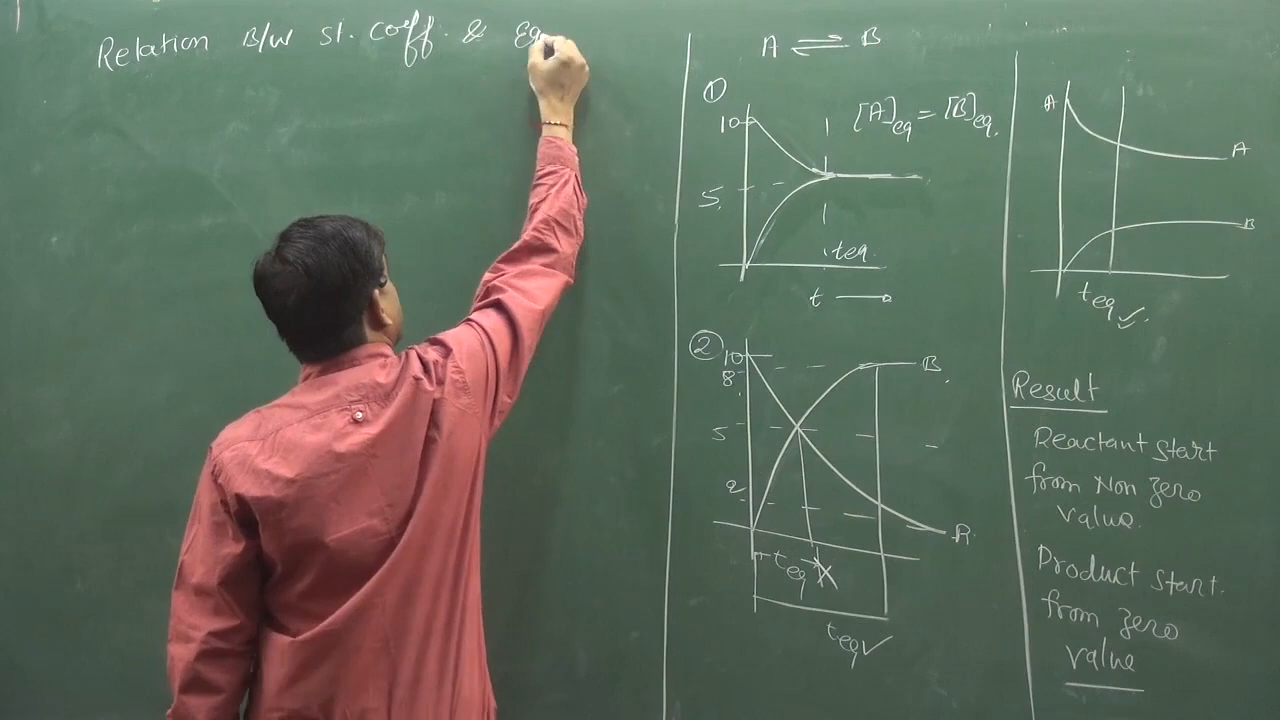 Relation B/w st. coeff. & Eq
A ⇌ B
①
10
5.
[A]eq = [B]eq.
teq.
t →
②
10
8
5
2
B.
R.
teq X
teq ✓
A
A
B
teq ✓
Result
Reactant start
from Non zero
value.
Product start.
from zero
value